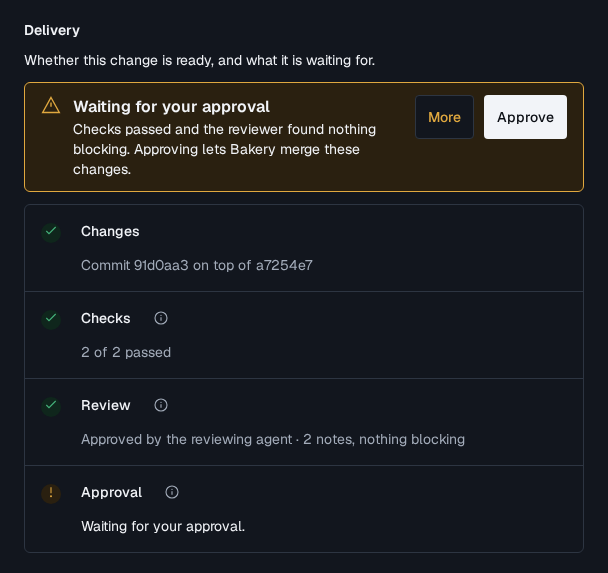 Delivery
Whether this change is ready, and what it is waiting for.
Waiting for your approval
Checks passed and the reviewer found nothing
blocking. Approving lets Bakery merge these
changes.
More
Approve
Changes
Commit 91d0aa3 on top of a7254e7
Checks
2 of 2 passed
Review
Approved by the reviewing agent · 2 notes, nothing blocking
Approval
Waiting for your approval.